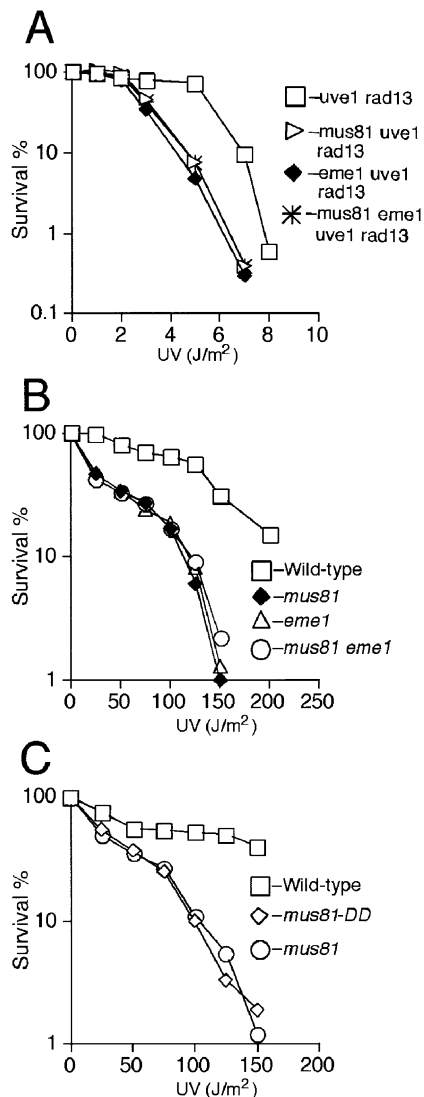 A
Survival %
100
10
1
0.1
0 2 4 6 8 10
UV (J/m²)
–uve1 rad13
–mus81 uve1
rad13
–eme1 uve1
rad13
–mus81 eme1
uve1 rad13
B
Survival %
100
10
1
0 50 100 150 200 250
UV (J/m²)
–Wild-type
–mus81
–eme1
–mus81 eme1
C
Survival %
100
10
1
0 50 100 150 200
UV (J/m²)
–Wild-type
–mus81-DD
–mus81